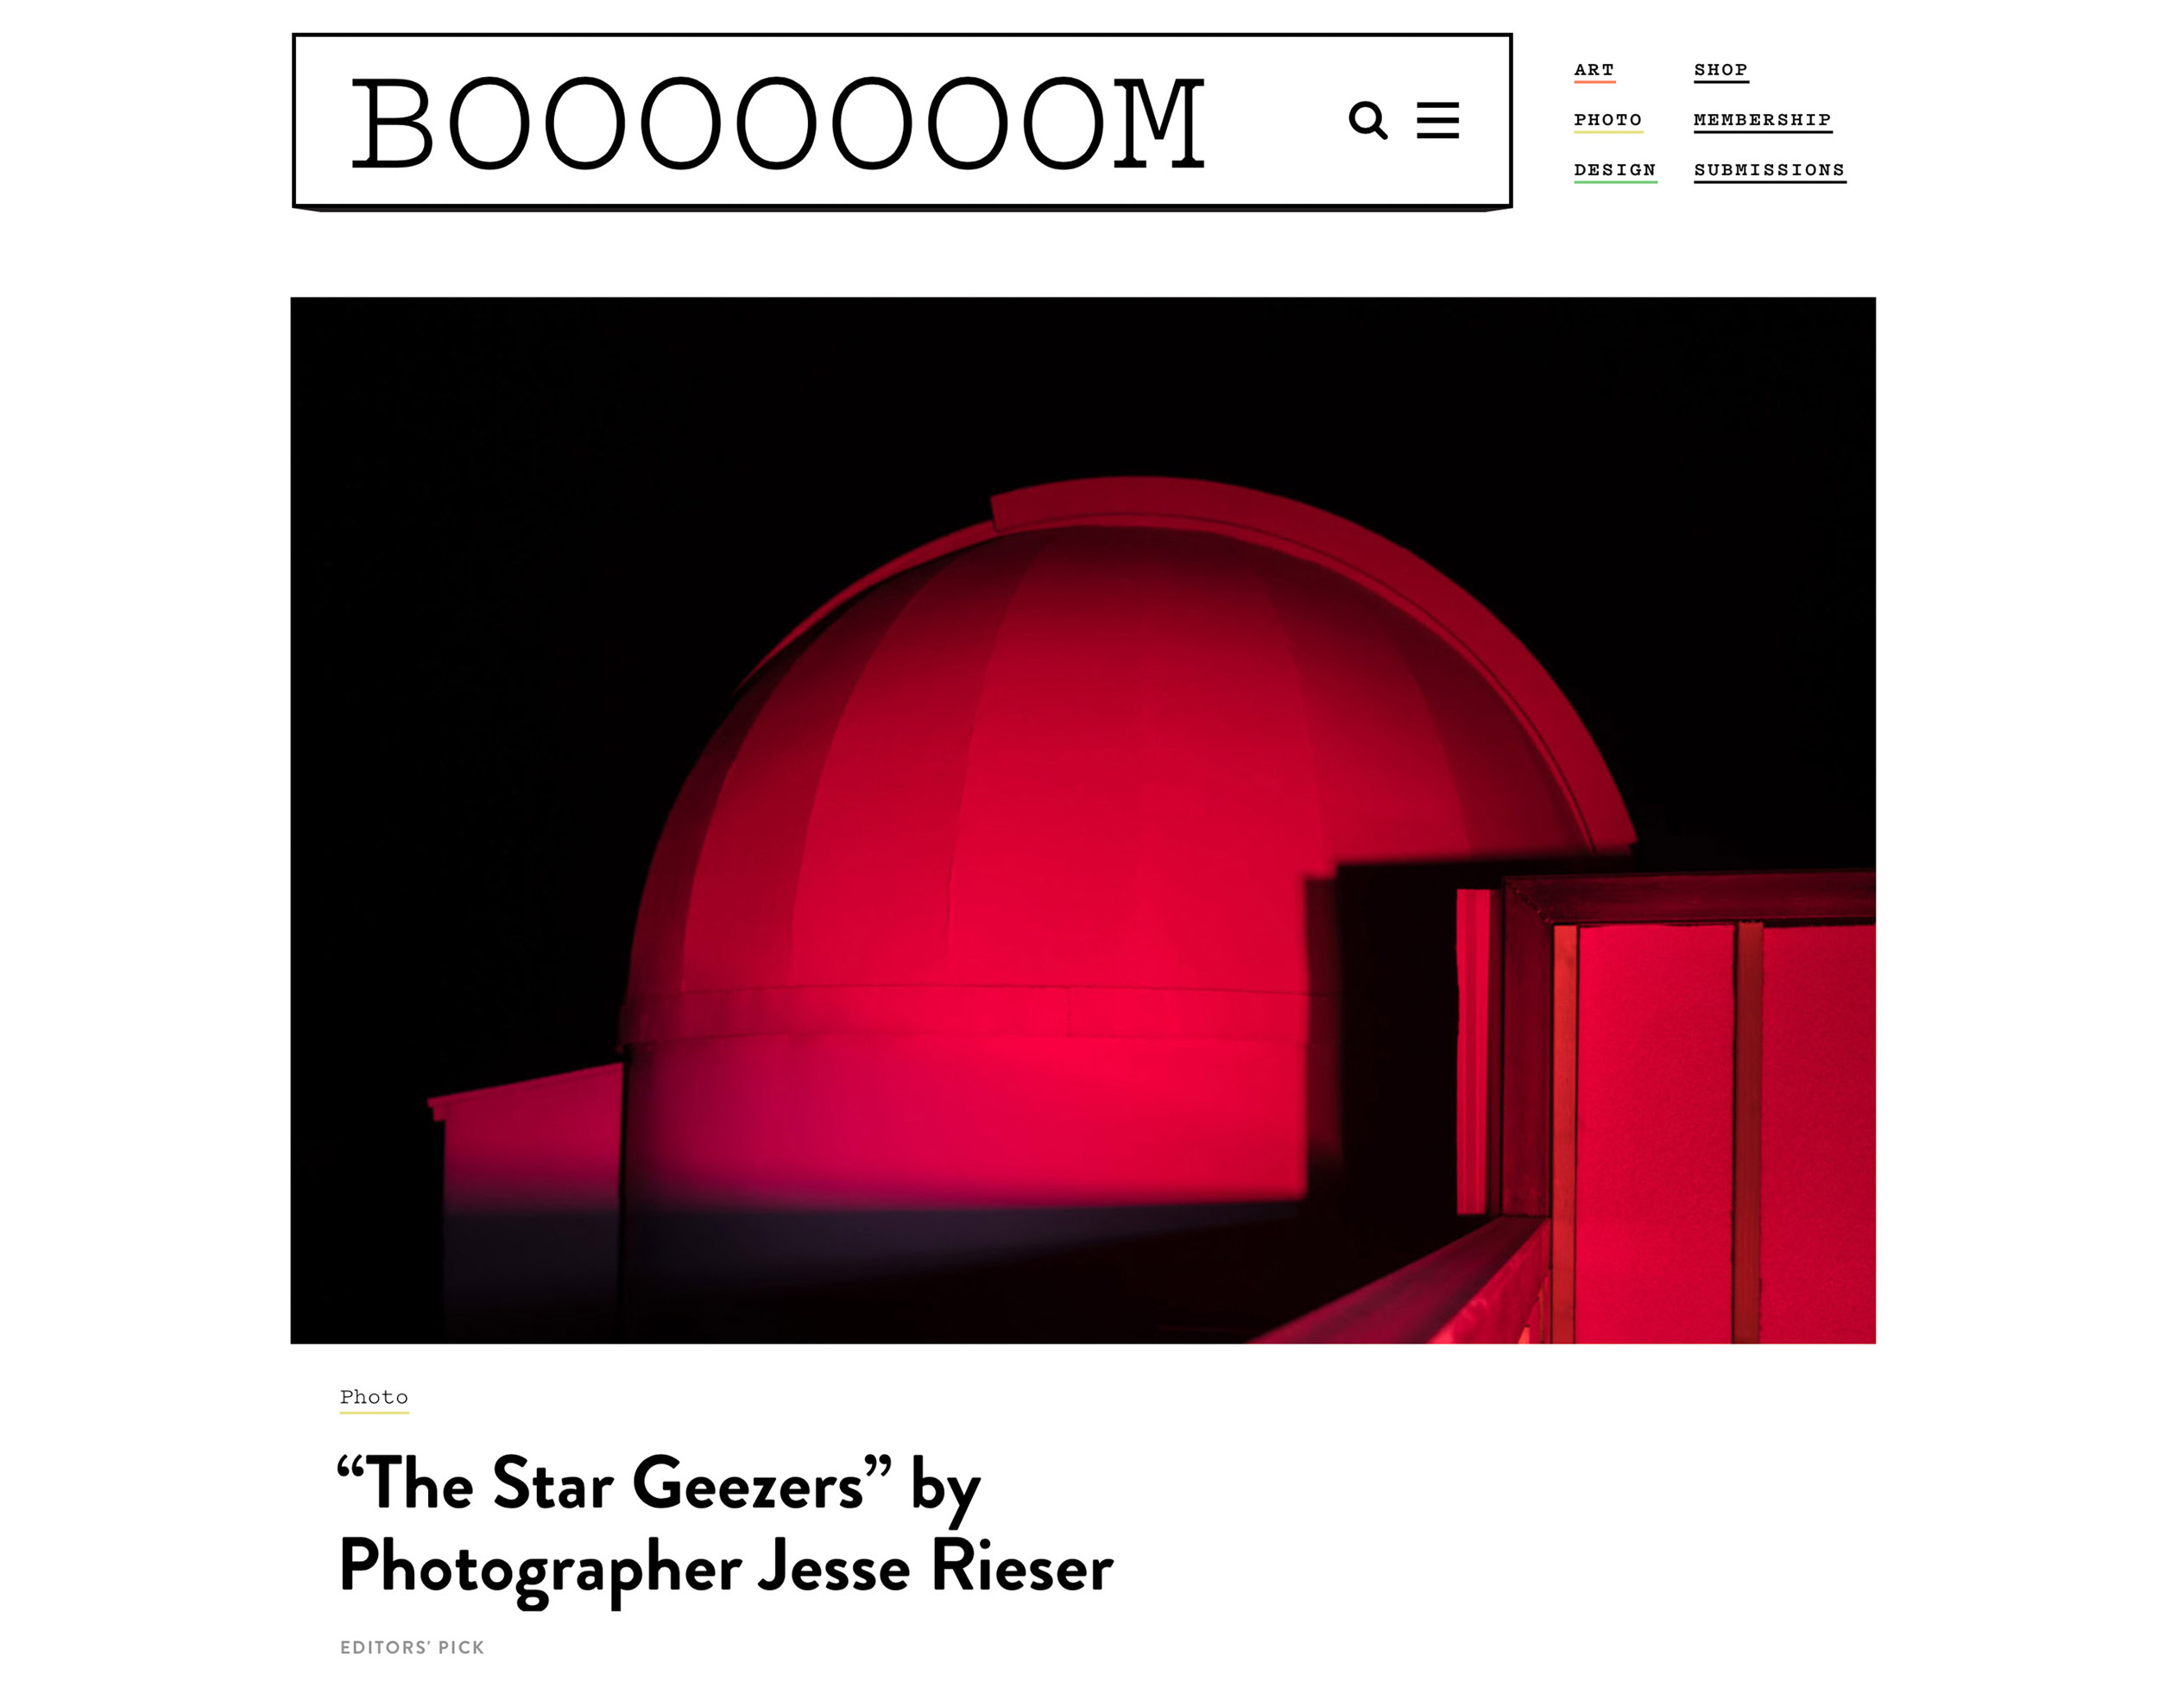 BOOOOOOOM
ART
SHOP
PHOTO
MEMBERSHIP
DESIGN
SUBMISSIONS
Photo
“The Star Geezers” by
Photographer Jesse Rieser
EDITORS' PICK